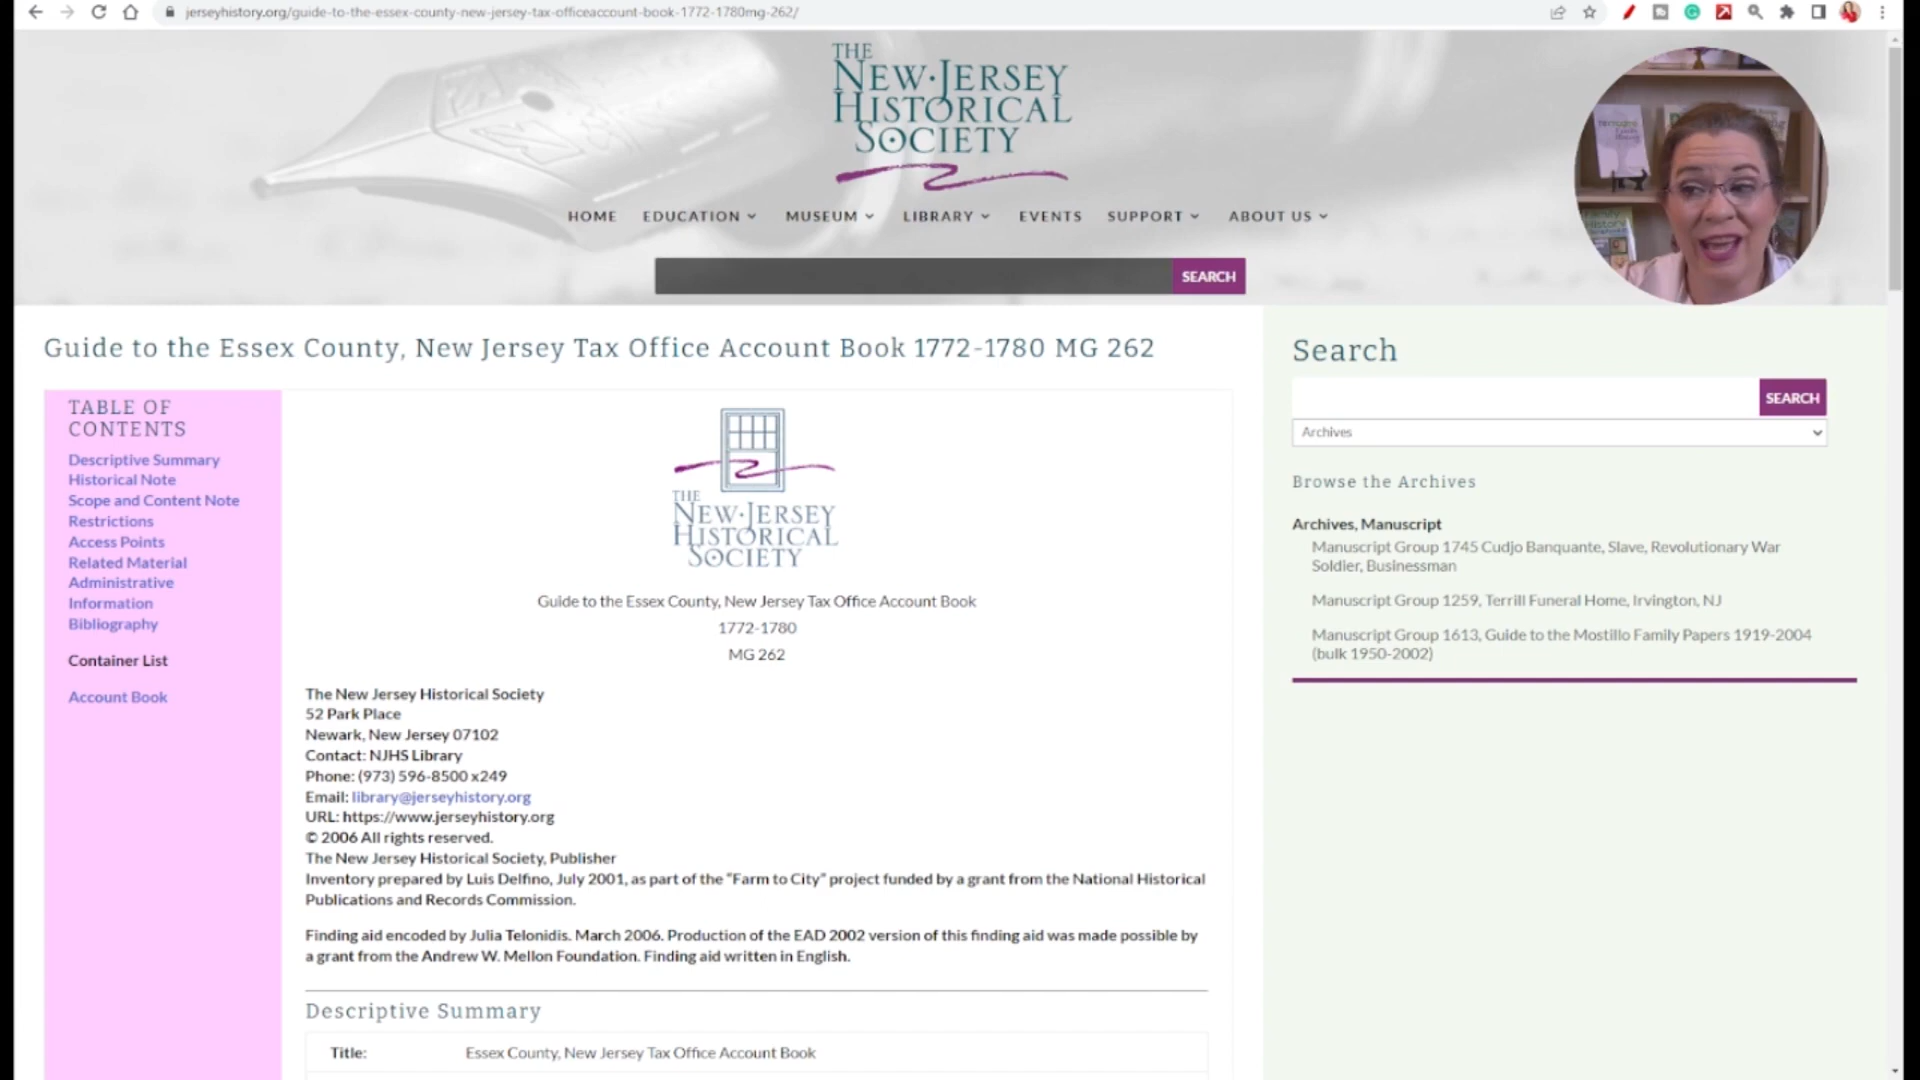 jerseyhistory.org/guide-to-the-essex-county-new-jersey-tax-officeaccount-book-1772-1780mg-262/
THE
NEW·JERSEY
HISTORICAL
SOCIETY
HOME EDUCATION MUSEUM LIBRARY EVENTS SUPPORT ABOUT US
SEARCH
Guide to the Essex County, New Jersey Tax Office Account Book 1772-1780 MG 262
TABLE OF
CONTENTS
Descriptive Summary
Historical Note
Scope and Content Note
Restrictions
Access Points
Related Material
Administrative
Information
Bibliography
Container List
Account Book
THE
NEW·JERSEY
HISTORICAL
SOCIETY
Guide to the Essex County, New Jersey Tax Office Account Book
1772-1780
MG 262
The New Jersey Historical Society
52 Park Place
Newark, New Jersey 07102
Contact: NJHS Library
Phone: (973) 596-8500 x249
Email: library@jerseyhistory.org
URL: https://www.jerseyhistory.org
© 2006 All rights reserved.
The New Jersey Historical Society, Publisher
Inventory prepared by Luis Delfino, July 2001, as part of the “Farm to City” project funded by a grant from the National Historical
Publications and Records Commission.
Finding aid encoded by Julia Telonidis. March 2006. Production of the EAD 2002 version of this finding aid was made possible by
a grant from the Andrew W. Mellon Foundation. Finding aid written in English.
Descriptive Summary
Title: Essex County, New Jersey Tax Office Account Book
Search
SEARCH
Archives
Browse the Archives
Archives, Manuscript
Manuscript Group 1745 Cudjo Banquante, Slave, Revolutionary War
Soldier, Businessman
Manuscript Group 1259, Terrill Funeral Home, Irvington, NJ
Manuscript Group 1613, Guide to the Mostillo Family Papers 1919-2004
(bulk 1950-2002)